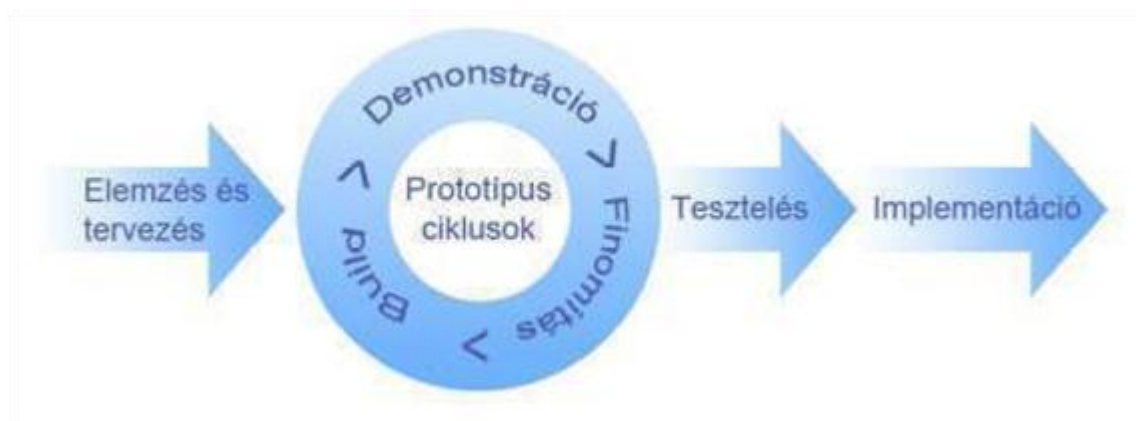 Elemzés és
tervezés
Demonstráció >
Finomítás >
Build >
Prototípus
ciklusok
Tesztelés
Implementáció